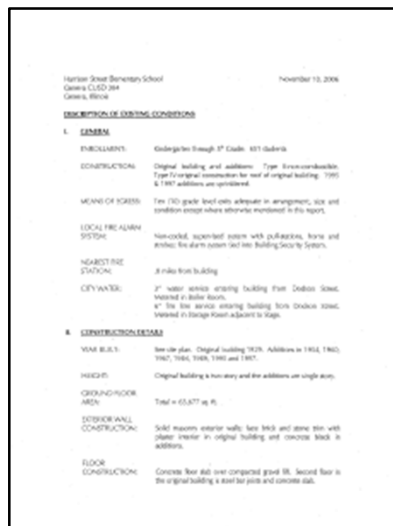 Harrison Street Elementary School November 10, 2006
Geneva CUSD 304
Geneva, Illinois
DESCRIPTION OF EXISTING CONDITIONS
I. GENERAL
ENROLLMENT: Kindergarten through 5th Grade: students
CONSTRUCTION: Original building and additions: Type II-non-combustible,
Type IV-original construction for roof of original building. 1995
& 1997 additions are sprinklered.
MEANS OF EGRESS: Ten (10) grade level exits adequate in arrangement, size and
condition except where otherwise mentioned in this report.
LOCAL FIRE ALARM
SYSTEM: Non-coded, supervised system with pull-stations, horns and
strobes; fire alarm system tied into Building Security System.
NEAREST FIRE
STATION: .8 miles from building
CITY WATER: 3" water service entering building from Dodson Street,
Metered in Boiler Room.
6" fire line service entering building from Dodson Street,
Metered in Storage Room adjacent to Stage.
II. CONSTRUCTION DETAILS
YEAR BUILT: See site plan. Original building 1929. Additions in 1954, 1960,
1967, 1984, 1989, 1995 and 1997.
HEIGHT: Original building is two story and the additions are single story.
GROUND FLOOR
AREA: Total = 65,677 sq. ft.
EXTERIOR WALL
CONSTRUCTION: Solid masonry exterior walls; face brick and stone trim with
plaster interior in original building and concrete block in
additions.
FLOOR
CONSTRUCTION: Concrete floor slab over compacted gravel fill. Second floor in
the original building is steel bar joists and concrete slab.